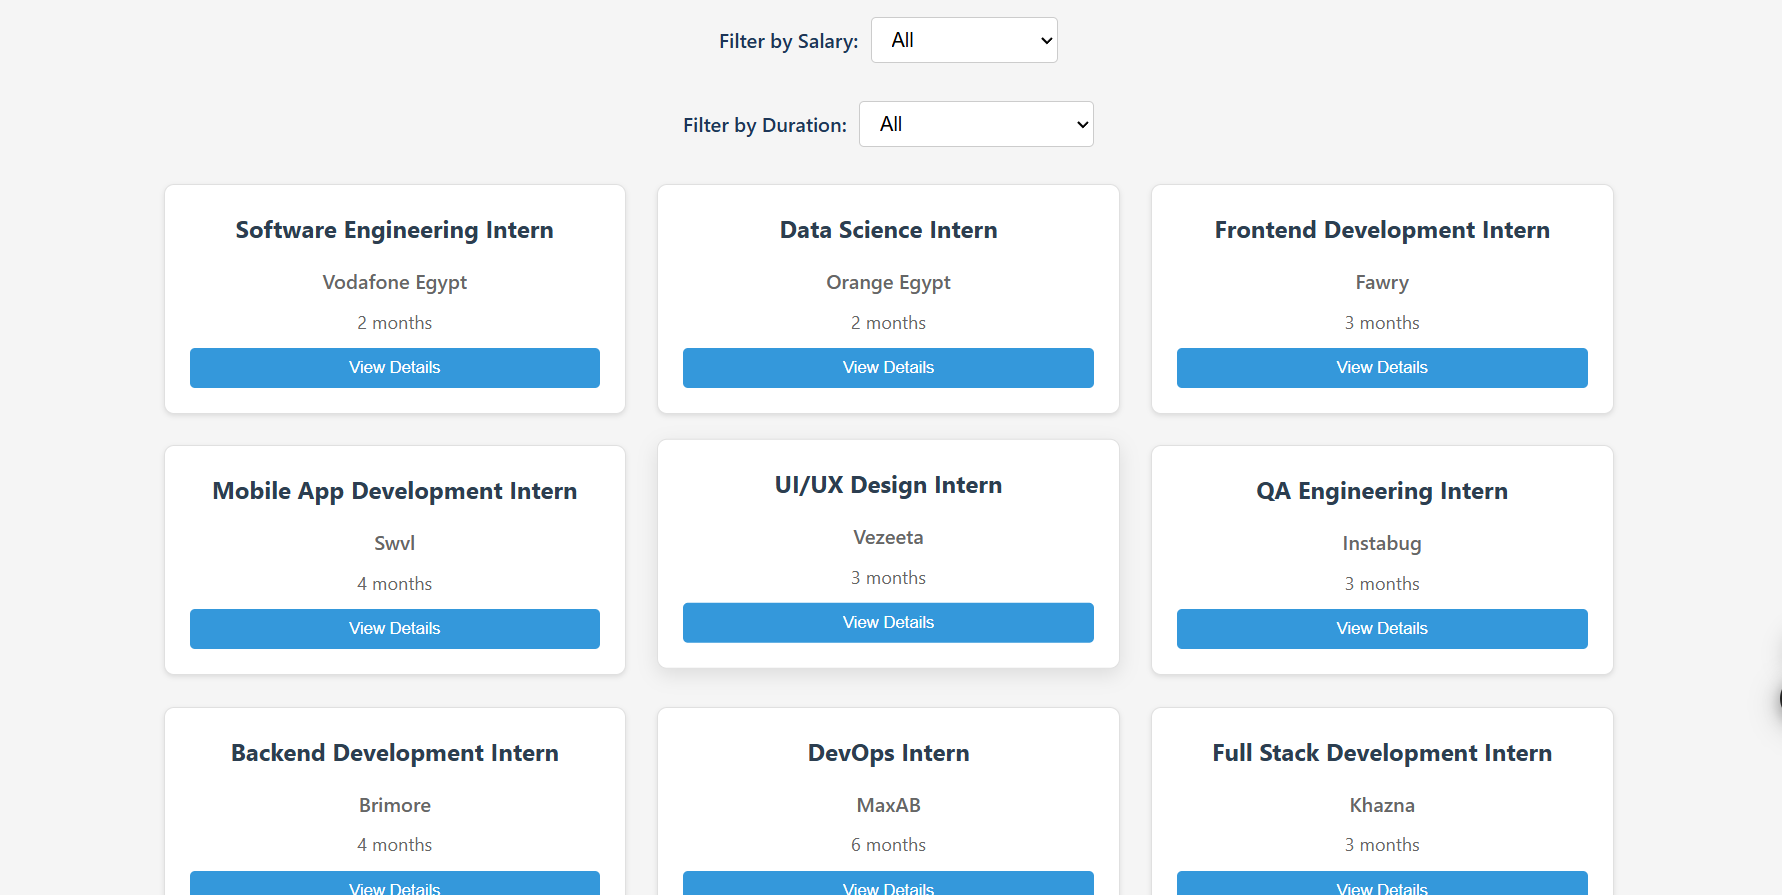 Filter by Salary: All
Filter by Duration: All
Software Engineering Intern
Vodafone Egypt
2 months
View Details
Data Science Intern
Orange Egypt
2 months
View Details
Frontend Development Intern
Fawry
3 months
View Details
Mobile App Development Intern
Swvl
4 months
View Details
UI/UX Design Intern
Vezeeta
3 months
View Details
QA Engineering Intern
Instabug
3 months
View Details
Backend Development Intern
Brimore
4 months
View Details
DevOps Intern
MaxAB
6 months
View Details
Full Stack Development Intern
Khazna
3 months
View Details